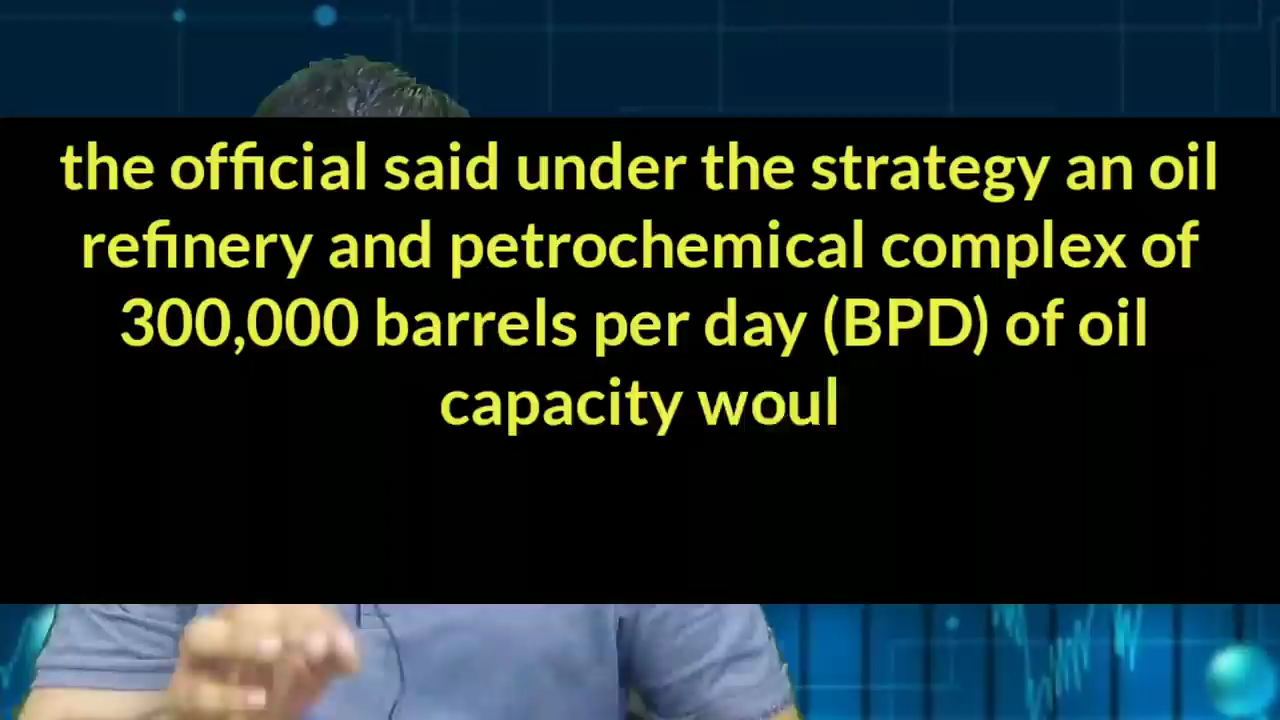 the official said under the strategy an oil
refinery and petrochemical complex of
300,000 barrels per day (BPD) of oil
capacity woul